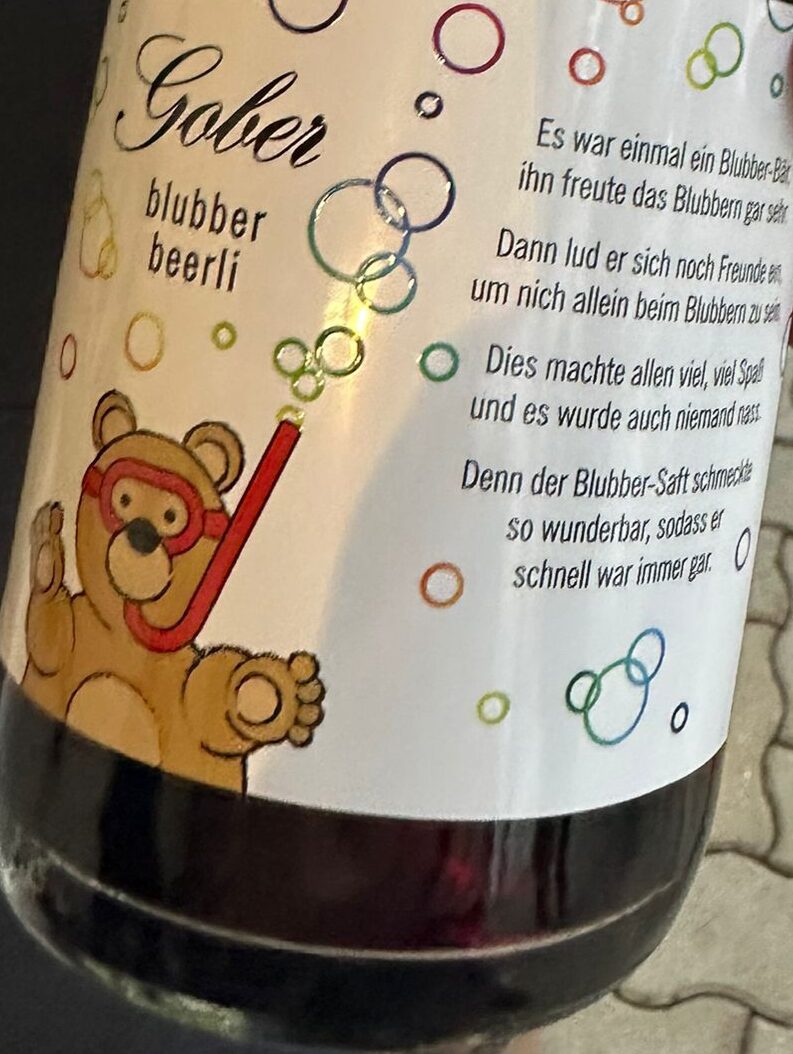 Gober
blubber
beerli
Es war einmal ein Blubber-Bär,
ihn freute das Blubbern gar sehr.
Dann lud er sich noch Freunde ein,
um nich allein beim Blubbern zu sein.
Dies machte allen viel, viel Spaß
und es wurde auch niemand nass.
Denn der Blubber-Saft schmeckte
so wunderbar, sodass er
schnell war immer gar.